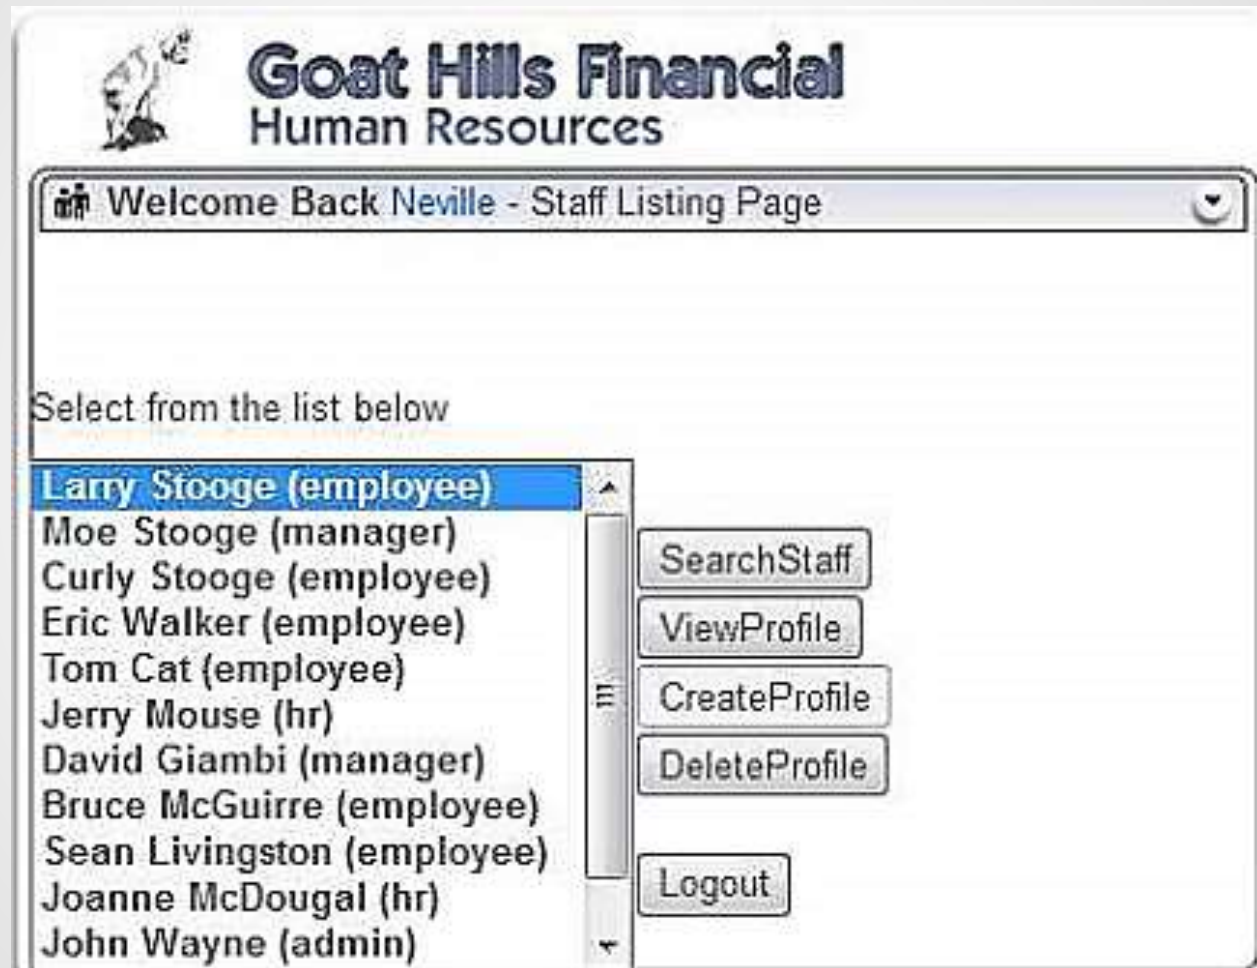 Goat Hills Financial
Human Resources
Welcome Back Neville - Staff Listing Page
Select from the list below
Larry Stooge (employee)
Moe Stooge (manager)
Curly Stooge (employee)
Eric Walker (employee)
Tom Cat (employee)
Jerry Mouse (hr)
David Giambi (manager)
Bruce McGuirre (employee)
Sean Livingston (employee)
Joanne McDougal (hr)
John Wayne (admin)
SearchStaff
ViewProfile
CreateProfile
DeleteProfile
Logout